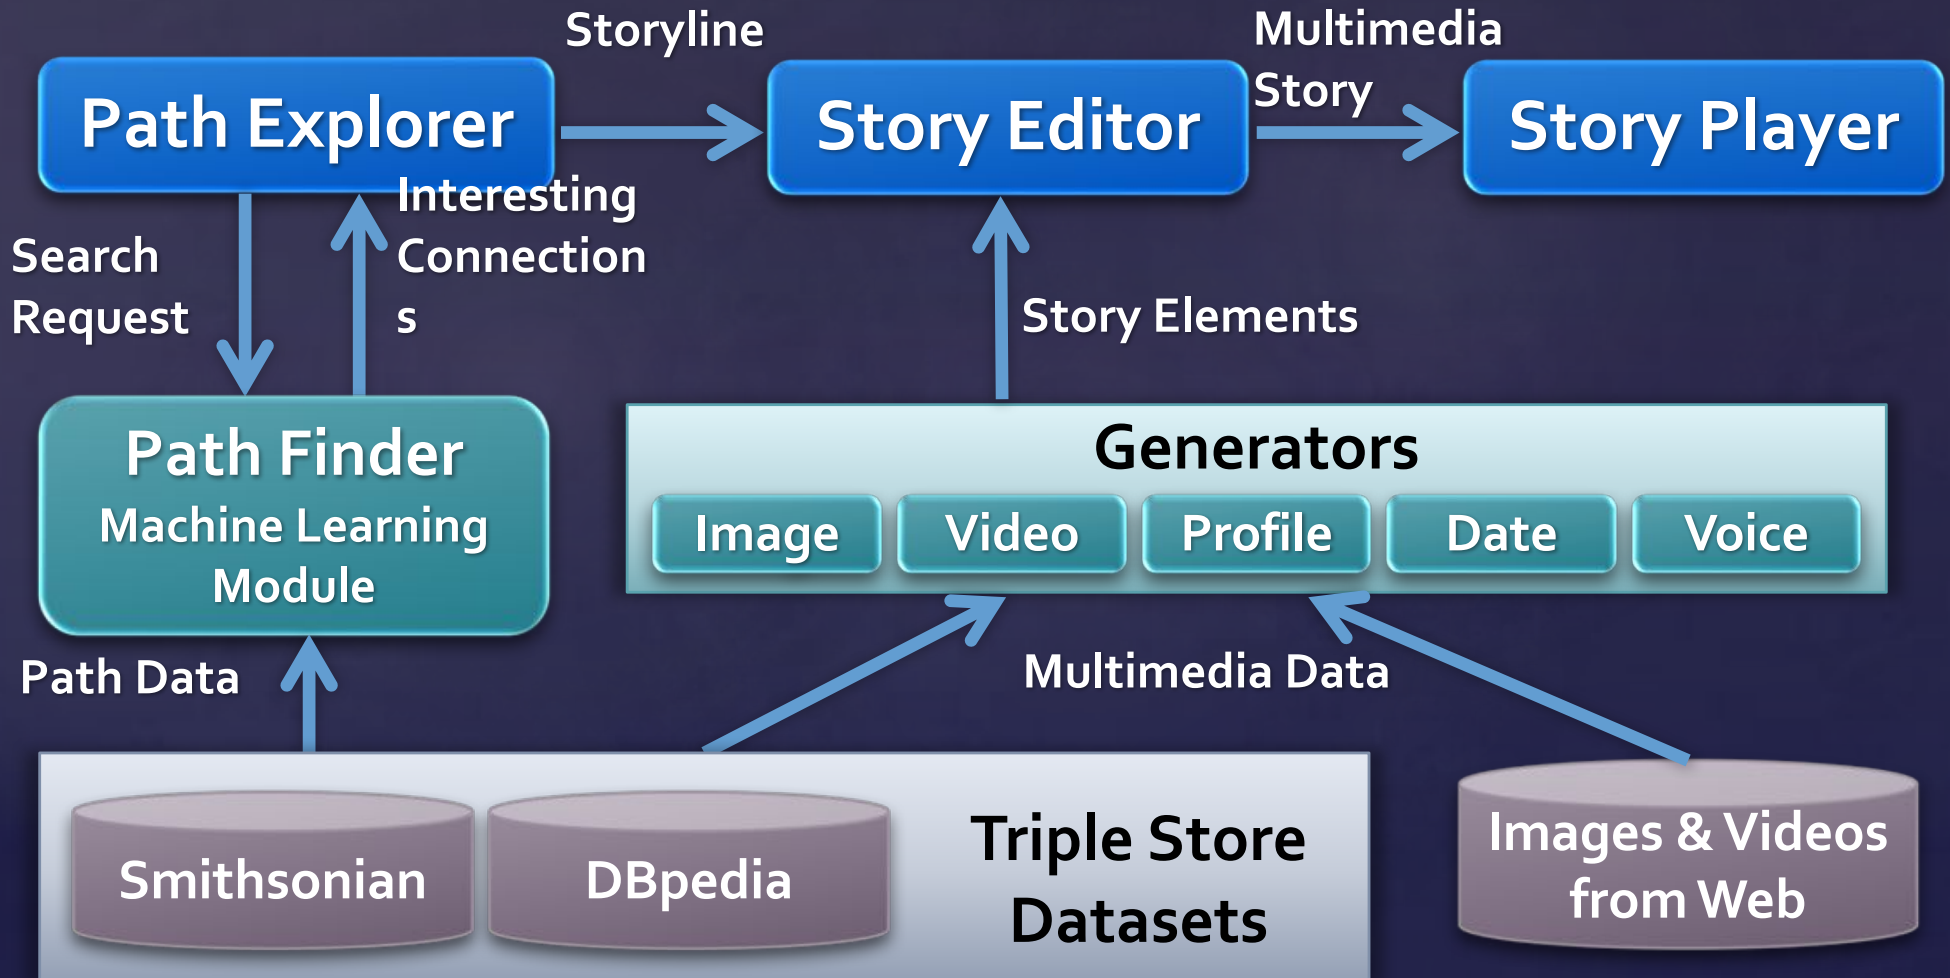 Storyline
Multimedia
Story
Path Explorer
Story Editor
Story Player
Interesting
Connection
s
Search
Request
Story Elements
Path Finder
Machine Learning
Module
Generators
Image
Video
Profile
Date
Voice
Path Data
Multimedia Data
Smithsonian
DBpedia
Triple Store
Datasets
Images & Videos
from Web